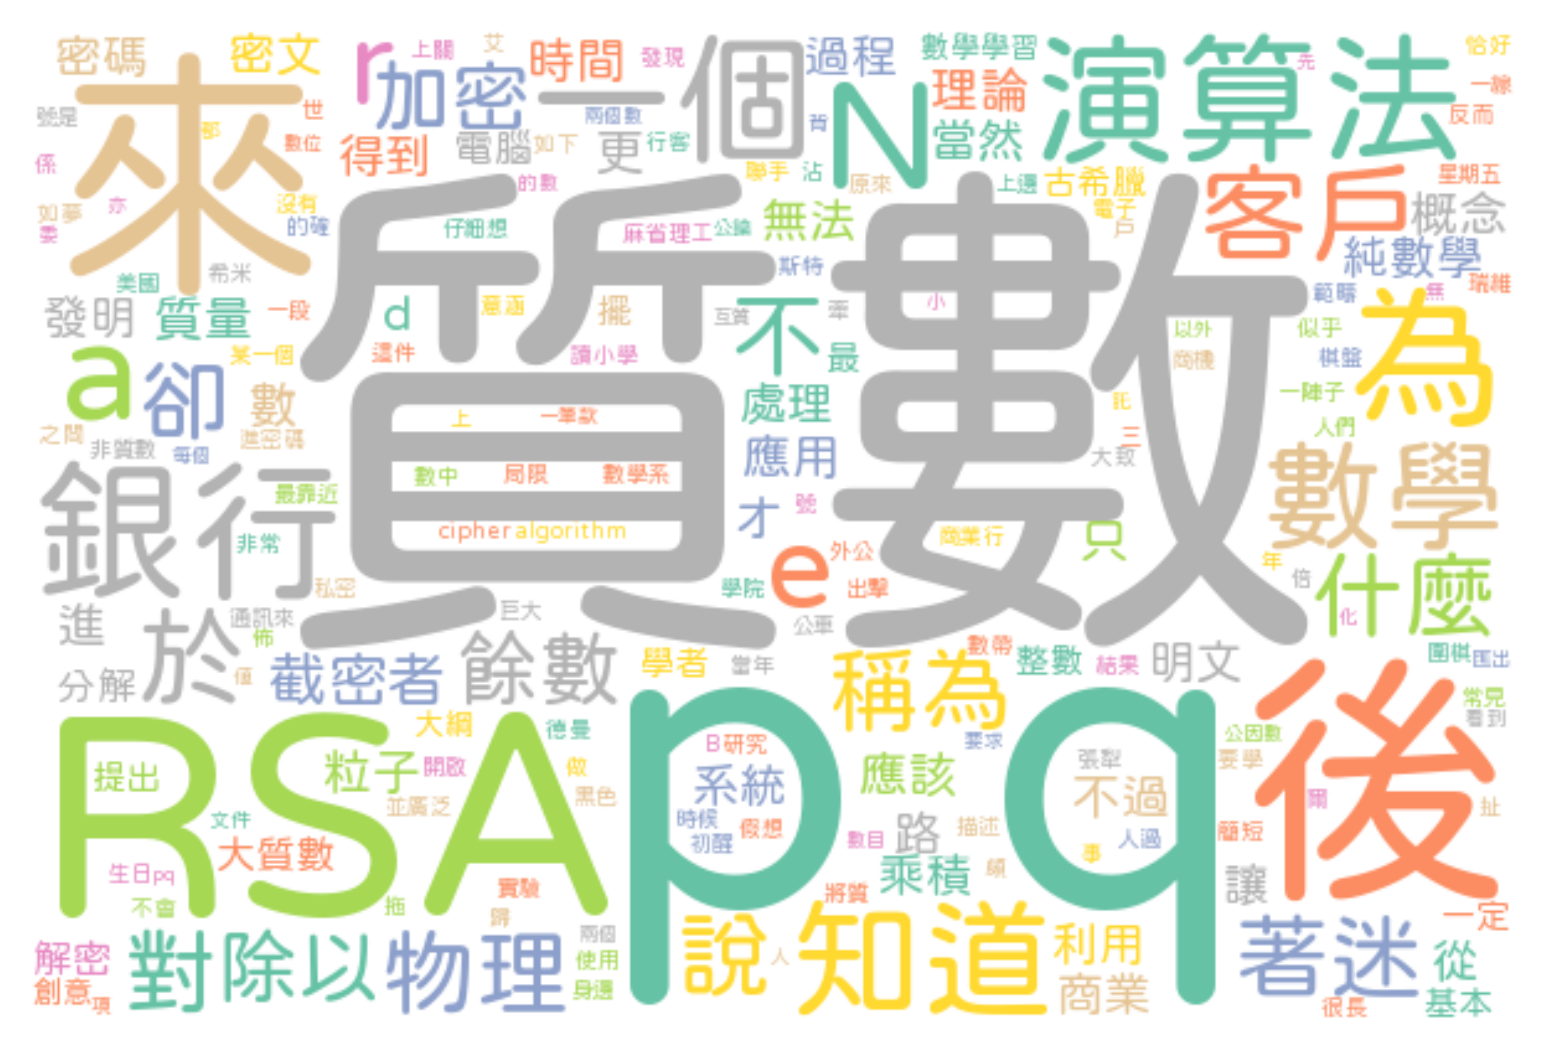 密碼
密文
來
r
加密
上關
艾
時間
發現
一個
過程
數學學習
理論
N
當然
演算法
先
恰好
一線
反而
號是
世
部
數位
得到
電腦
如下
兩個數
更
行客
背
聯手
沾
原來
上邊
古希臘
電子
戶
客戶
星期五
概念
係
如夢
亦
沒有
的確
的數
仔細想
麻省理工
公鑰
無法
斯特
純數學
範疇
瑞維
美國
希米
發明
質量
一段
d
意涵
擺
互質
不
最
小
以外
商機
似乎
棋盤
一陣子
人們
為
質數
這件
讀小學
a
卻
某一個
數
之間
非質數
每個
進密碼
處理
應用
上
一筆款
數中
局限
數學系
cipher
algorithm
才
號
三
大致
數學
銀行
最靠近
非常
私密
e
外公
出擊
學院
公車
商業行
只
年
倍
化
什麼
進
通訊來
佈
於
分解
值
截密者
巨大
餘數
學者
當年
稱為
數帶
整數
結果
明文
圍棋
匯出
RSA
大綱
德曼
p
q
後
常見
看到
提出
粒子
開啟
做
黑色
並廣泛
文件
大質數
生日pq
不會
拖
實驗
歸
B研究
系統
時候
初醒
假想
要求
應該
數目
路
描述
乘積
將質
張犁
不過
人過
事
公因數
要學
簡短
讓
扯
一定
解密
創意
項
對
除以
物理
兩個
使用
身邊
說
人
知道
利用
商業
著迷
很長
從
基本